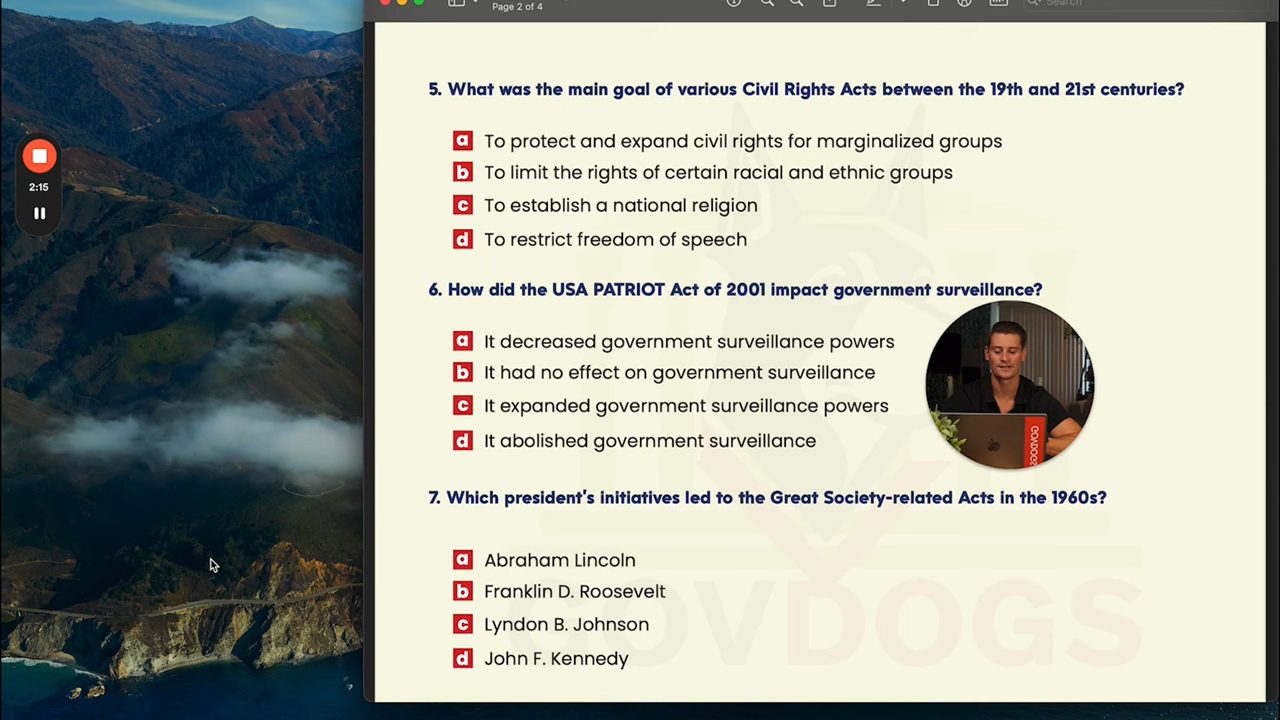 Page 2 of 4
Search
5. What was the main goal of various Civil Rights Acts between the 19th and 21st centuries?
a To protect and expand civil rights for marginalized groups
b To limit the rights of certain racial and ethnic groups
c To establish a national religion
d To restrict freedom of speech
2:15
6. How did the USA PATRIOT Act of 2001 impact government surveillance?
a It decreased government surveillance powers
b It had no effect on government surveillance
c It expanded government surveillance powers
d It abolished government surveillance
GOVDOGS
7. Which president's initiatives led to the Great Society-related Acts in the 1960s?
a Abraham Lincoln
b Franklin D. Roosevelt
c Lyndon B. Johnson
d John F. Kennedy
GOVDOGS